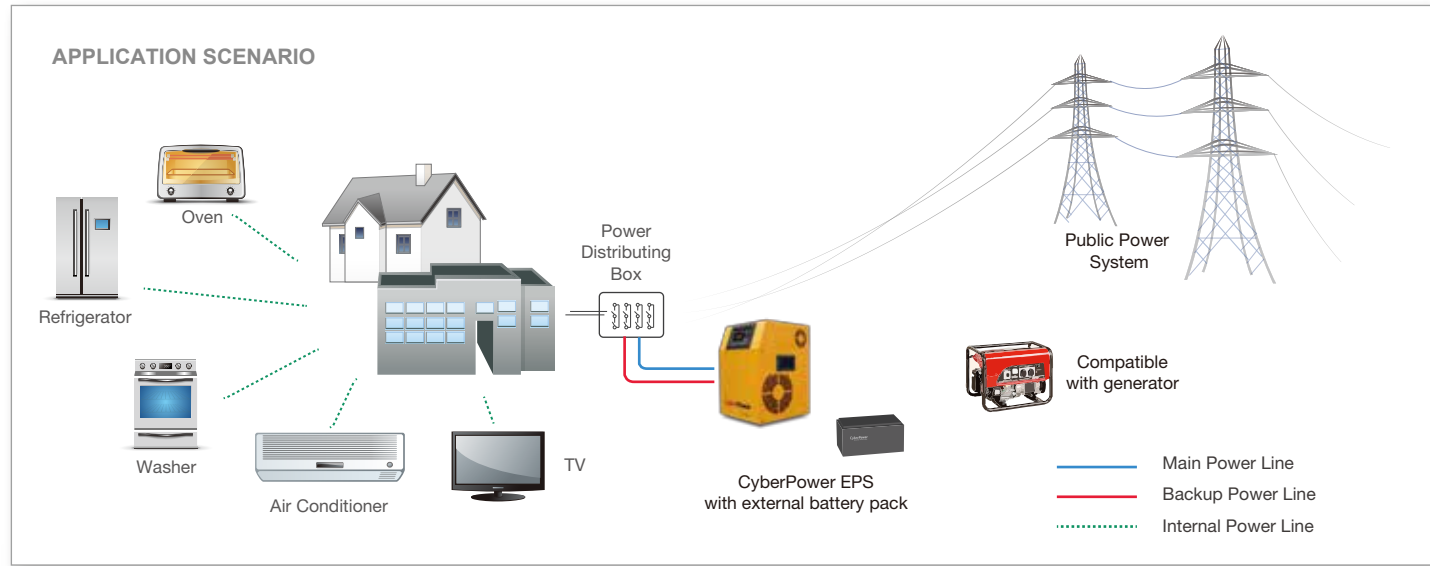 APPLICATION SCENARIO
Oven
Refrigerator
Washer
Air Conditioner
TV
Power
Distributing
Box
Public Power
System
Compatible
with generator
CyberPower EPS
with external battery pack
Main Power Line
Backup Power Line
Internal Power Line